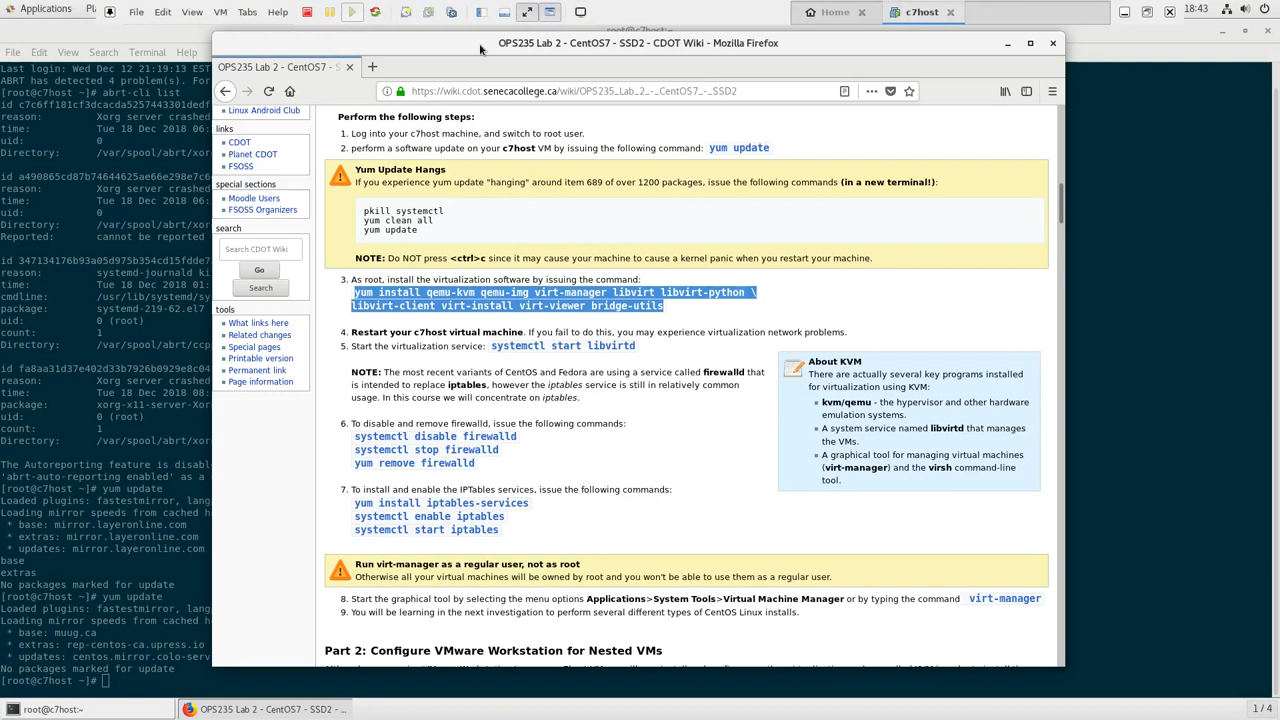 Applications
File Edit View VM Tabs Help
Home
c7host
18:43
root@c7host:~
File Edit View Search Terminal Help
Last login: Wed Dec 12 21:19:13 EST
ABRT has detected 4 problem(s). For
[root@c7host ~]# abrt-cli list
id c7c6ff181cf3dcacda5257443301dedf
reason: Xorg server crashed
time: Tue 18 Dec 2018 06:
uid: 0 (root)
Directory: /var/spool/abrt/xor
id a490865cd87b74644625ae66e298e7c6
reason: Xorg server crashed
time: Tue 18 Dec 2018 06:
uid: 0 (root)
Directory: /var/spool/abrt/xor
Reported: cannot be reported
id 347134176b93a05d975b354cd15fdde
reason: systemd-journald ki
time: Tue 18 Dec 2018
cmdline: /usr/lib/systemd/sy
package: systemd-219-62.el7
uid: 0 (root)
count: 1
Directory: /var/spool/abrt/ccp
id fa8aa31d37e402d33b7926b0929e8c04
reason: Xorg server crashed
time: Tue 18 Dec 2018 08:
package: xorg-x11-server-Xor
uid: 0 (root)
count: 1
Directory: /var/spool/abrt/xor
The Autoreporting feature is disabl
'abrt-auto-reporting enabled' as a
[root@c7host ~]# yum update
Loaded plugins: fastestmirror, lang
Loading mirror speeds from cached h
* base: mirror.layeronline.com
* extras: mirror.layeronline.com
* updates: mirror.layeronline.com
base
extras
No packages marked for update
[root@c7host ~]# yum update
Loaded plugins: fastestmirror, lang
Loading mirror speeds from cached h
* base: muug.ca
* extras: rep-centos-ca.upress.io
* updates: centos.mirror.colo-serv
No packages marked for update
[root@c7host ~]#
OPS235 Lab 2 - CentOS7 - SSD2 - CDOT Wiki - Mozilla Firefox
OPS235 Lab 2 - CentOS7 - S
https://wiki.cdot.senecacollege.ca/wiki/OPS235_Lab_2_-_CentOS7_-_SSD2
Linux Android Club
links
CDOT
Planet CDOT
FSOSS
special sections
Moodle Users
FSOSS Organizers
search
Search CDOT Wiki
Go
Search
tools
What links here
Related changes
Special pages
Printable version
Permanent link
Page information
Perform the following steps:
1. Log into your c7host machine, and switch to root user.
2. perform a software update on your c7host VM by issuing the following command: yum update
Yum Update Hangs
If you experience yum update "hanging" around item 689 of over 1200 packages, issue the following commands (in a new terminal!):
pkill systemctl
yum clean all
yum update
NOTE: Do NOT press <ctrl>c since it may cause your machine to cause a kernel panic when you restart your machine.
3. As root, install the virtualization software by issuing the command:
yum install qemu-kvm qemu-img virt-manager libvirt libvirt-python \
libvirt-client virt-install virt-viewer bridge-utils
4. Restart your c7host virtual machine. If you fail to do this, you may experience virtualization network problems.
5. Start the virtualization service: systemctl start libvirtd
NOTE: The most recent variants of CentOS and Fedora are using a service called firewalld that
is intended to replace iptables, however the iptables service is still in relatively common
usage. In this course we will concentrate on iptables.
6. To disable and remove firewalld, issue the following commands:
systemctl disable firewalld
systemctl stop firewalld
yum remove firewalld
7. To install and enable the IPTables services, issue the following commands:
yum install iptables-services
systemctl enable iptables
systemctl start iptables
About KVM
There are actually several key programs installed
for virtualization using KVM:
kvm/qemu - the hypervisor and other hardware
emulation systems.
A system service named libvirtd that manages
the VMs.
A graphical tool for managing virtual machines
(virt-manager) and the virsh command-line
tool.
Run virt-manager as a regular user, not as root
Otherwise all your virtual machines will be owned by root and you won't be able to use them as a regular user.
8. Start the graphical tool by selecting the menu options Applications>System Tools>Virtual Machine Manager or by typing the command virt-manager
9. You will be learning in the next investigation to perform several different types of CentOS Linux installs.
Part 2: Configure VMware Workstation for Nested VMs
root@c7host:~
OPS235 Lab 2 - CentOS7 - SSD2 - ...
1 / 4